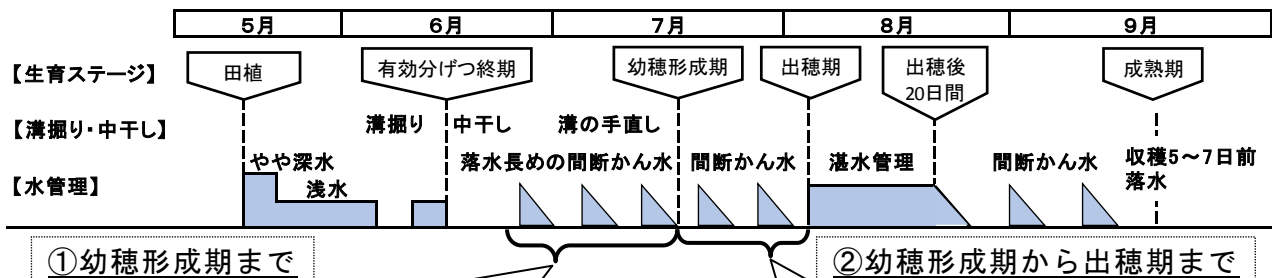 5月 6月 7月 8月 9月
【生育ステージ】 田植 有効分げつ終期 幼穂形成期 出穂期 出穂後 成熟期
20日間
【溝掘り・中干し】 溝掘り 中干し 溝の手直し
やや深水 落水長めの間断かん水 間断かん水 湛水管理 間断かん水 収穫5~7日前
【水管理】 浅水 落水
①幼穂形成期まで ②幼穂形成期から出穂期まで